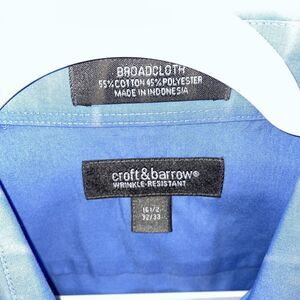 BROADCLOTH
55% COTTON 45% POLYESTER
MADE IN INDONESIA
croft&barrow®
WRINKLE-RESISTANT
16 1/2
32/33